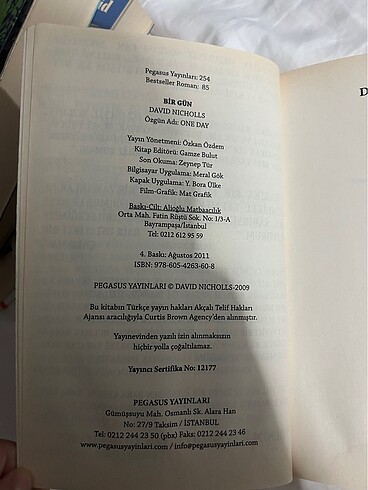 Pegasus Yayınları: 254
Bestseller Roman: 85
BİR GÜN
DAVID NICHOLLS
Özgün Adı: ONE DAY
Yayın Yönetmeni: Özkan Özdem
Kitap Editörü: Gamze Bulut
Son Okuma: Zeynep Tür
Bilgisayar Uygulama: Meral Gök
Kapak Uygulama: Y. Bora Ülke
Film-Grafik: Mat Grafik
Baskı-Cilt: Alioğlu Matbaacılık
Orta Mah. Fatin Rüştü Sok. No: 1/3-A
Bayrampaşa/İstanbul
Tel: 0212 612 95 59
4. Baskı: Ağustos 2011
ISBN: 978-605-4263-60-8
PEGASUS YAYINLARI © DAVID NICHOLLS-2009
Bu kitabın Türkçe yayın hakları Akçalı Telif Hakları
Ajansı aracılığıyla Curtis Brown Agency'den alınmıştır.
Yayınevinden yazılı izin alınmaksızın
hiçbir yolla çoğaltılamaz.
Yayıncı Sertifika No: 12177
PEGASUS YAYINLARI
Gümüşsuyu Mah. Osmanlı Sk. Alara Han
No: 27/9 Taksim / İSTANBUL
Tel: 0212 244 23 50 (pbx) Faks: 0212 244 23 46
www.pegasusyayinlari.com / info@pegasusyayinlari.com
D